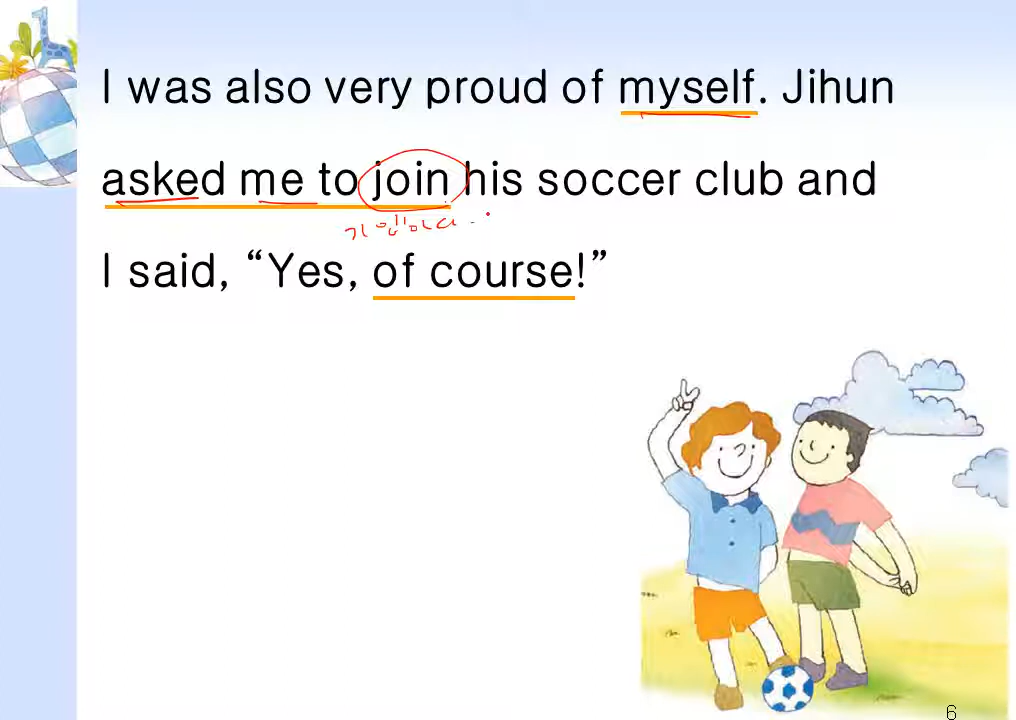 I was also very proud of myself. Jihun
asked me to join his soccer club and
가입하다
I said, “Yes, of course!”
6